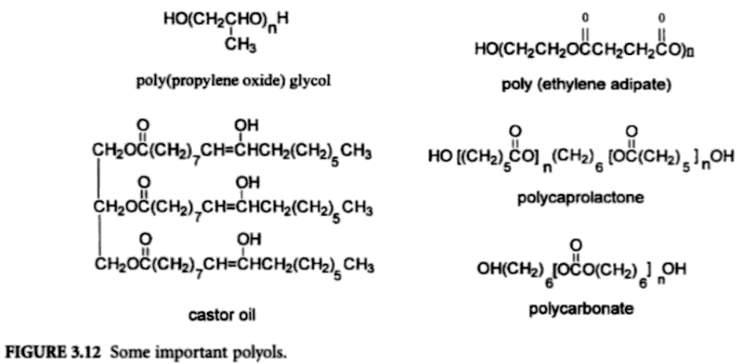 HO(CH₂CHO)ₙH
CH₃
poly(propylene oxide) glycol
O O
HO(CH₂CH₂OCCH₂CH₂CO)n
poly (ethylene adipate)
O OH
CH₂OC(CH₂)₇CH=CHCH₂(CH₂)₅CH₃
O OH
CH₂OC(CH₂)₇CH=CHCH₂(CH₂)₅CH₃
O OH
CH₂OC(CH₂)₇CH=CHCH₂(CH₂)₅CH₃
castor oil
O O
HO [(CH₂)₅CO]ₙ(CH₂)₆[OC(CH₂)₅]ₙOH
polycaprolactone
O
OH(CH₂)₆[OCO(CH₂)₆]ₙOH
polycarbonate
FIGURE 3.12 Some important polyols.